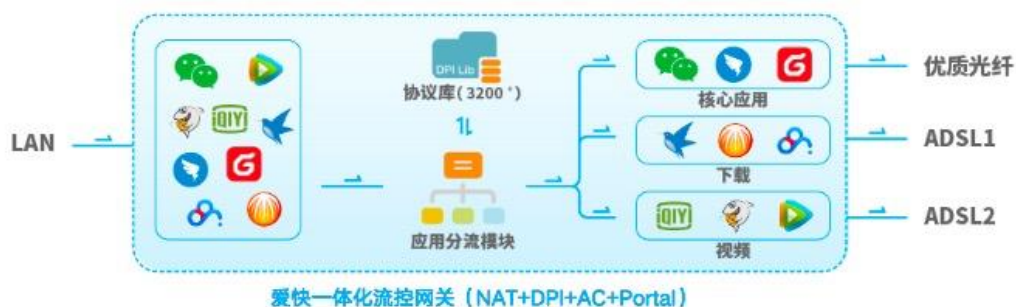 LAN
iQIY
DPI Lib
协议库(3200⁺)
应用分流模块
核心应用
下载
iQIY
视频
优质光纤
ADSL1
ADSL2
爱快一体化流控网关(NAT+DPI+AC+Portal)